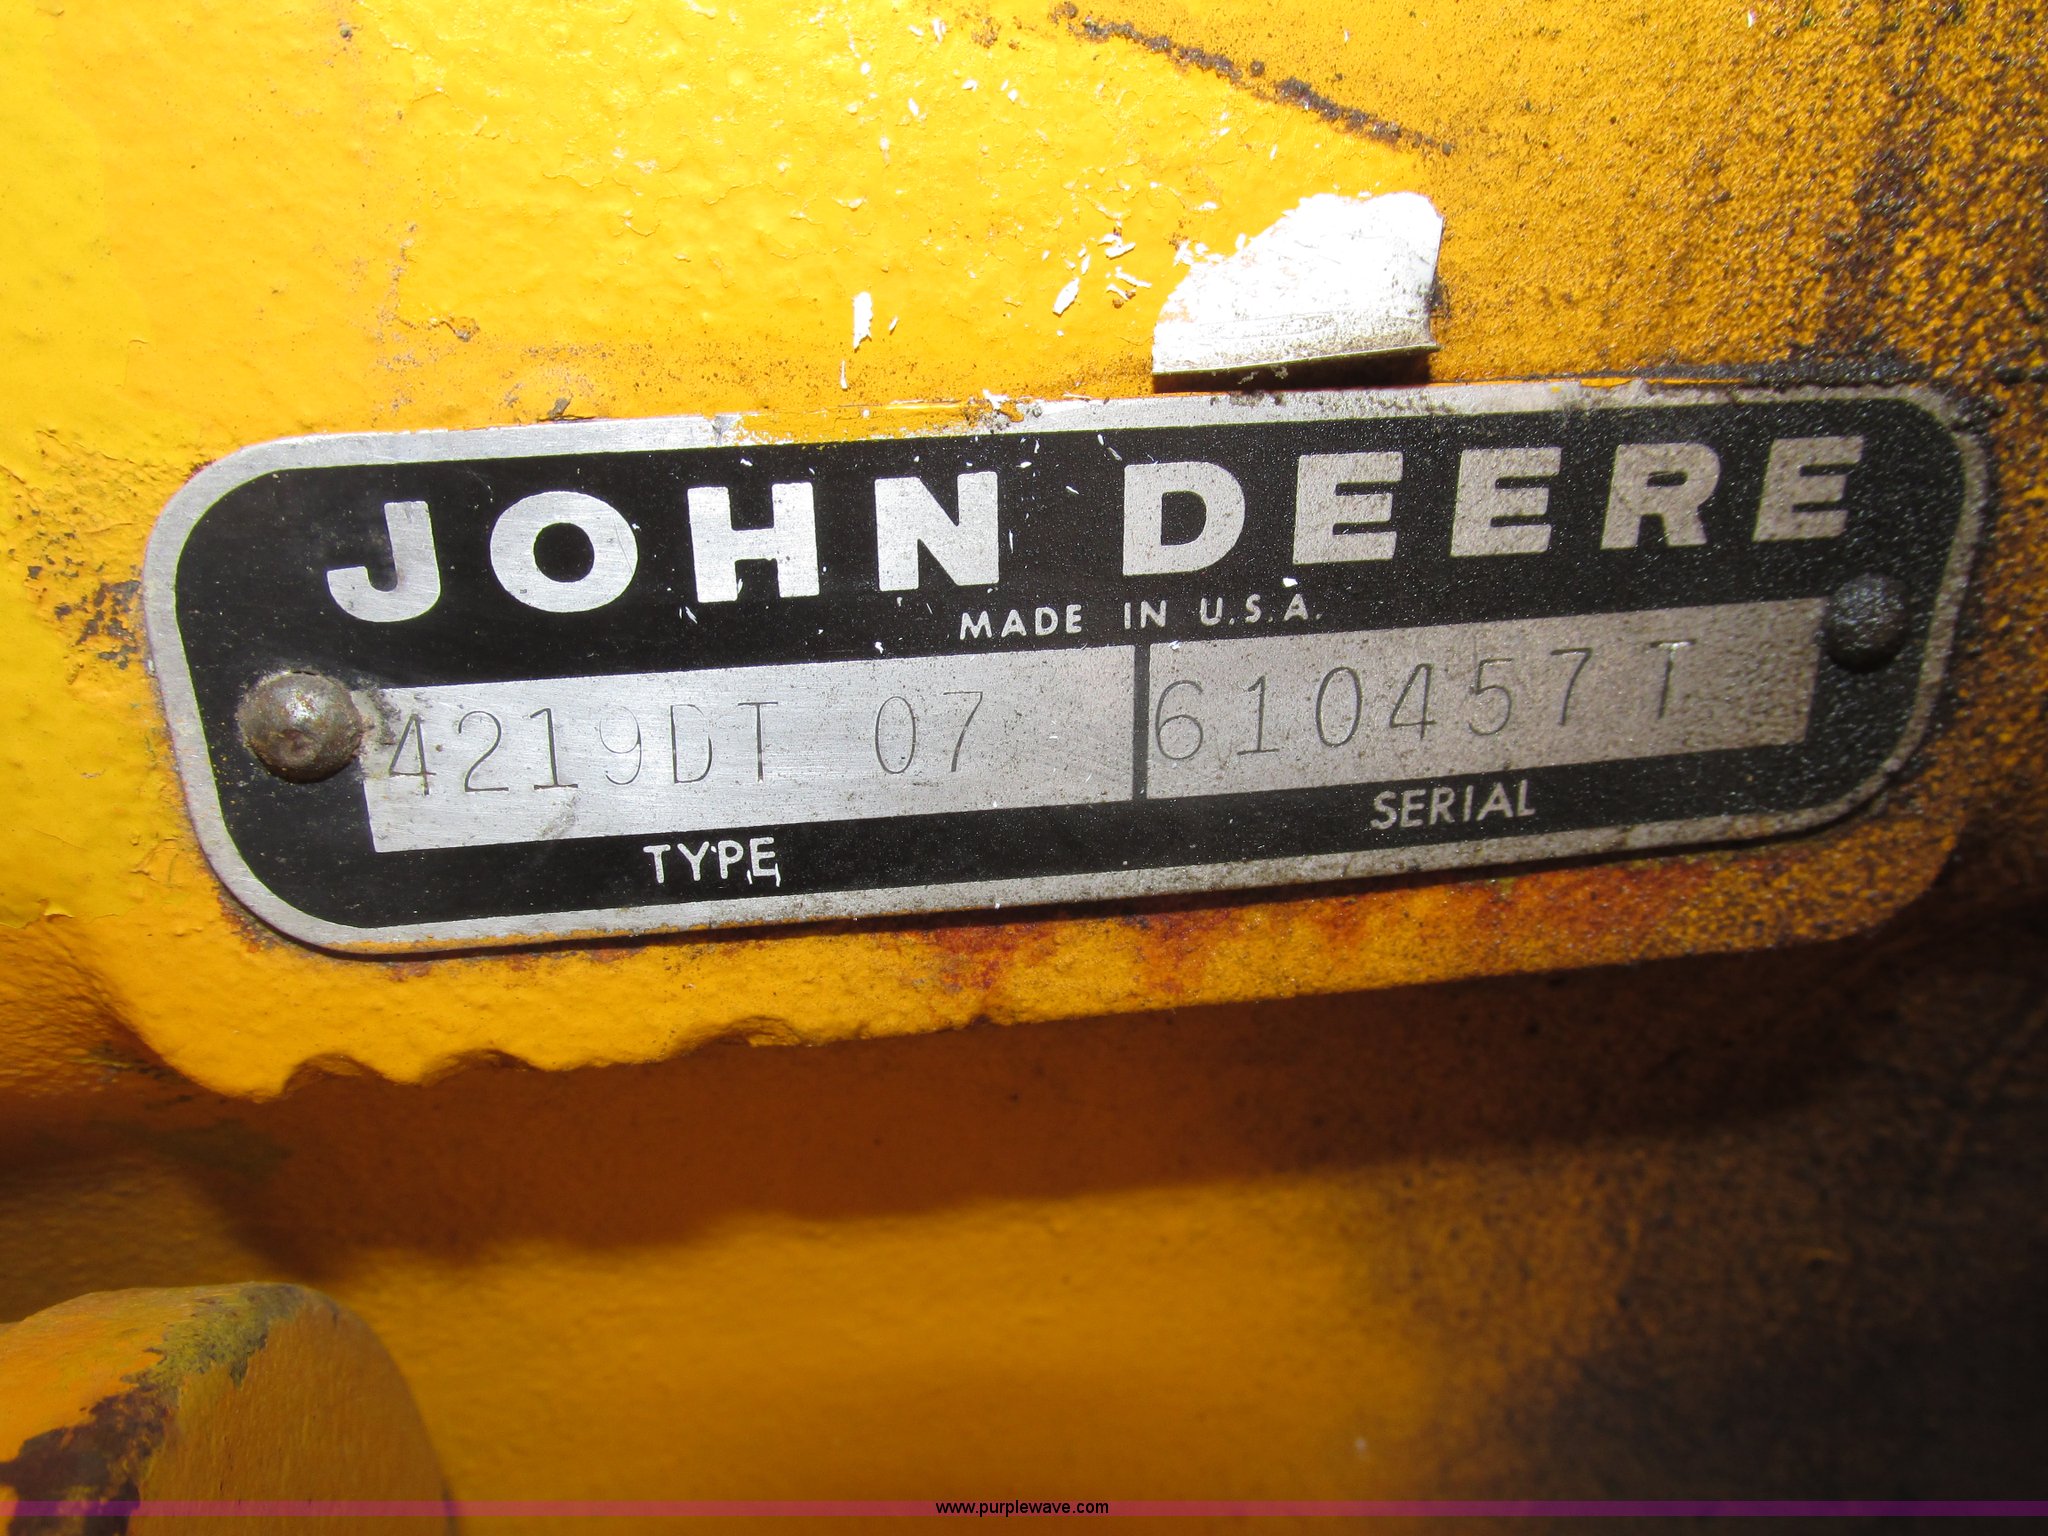 JOHN DEERE
MADE IN U.S.A.
4219DT 07 610457 T
TYPE SERIAL
www.purplewave.com